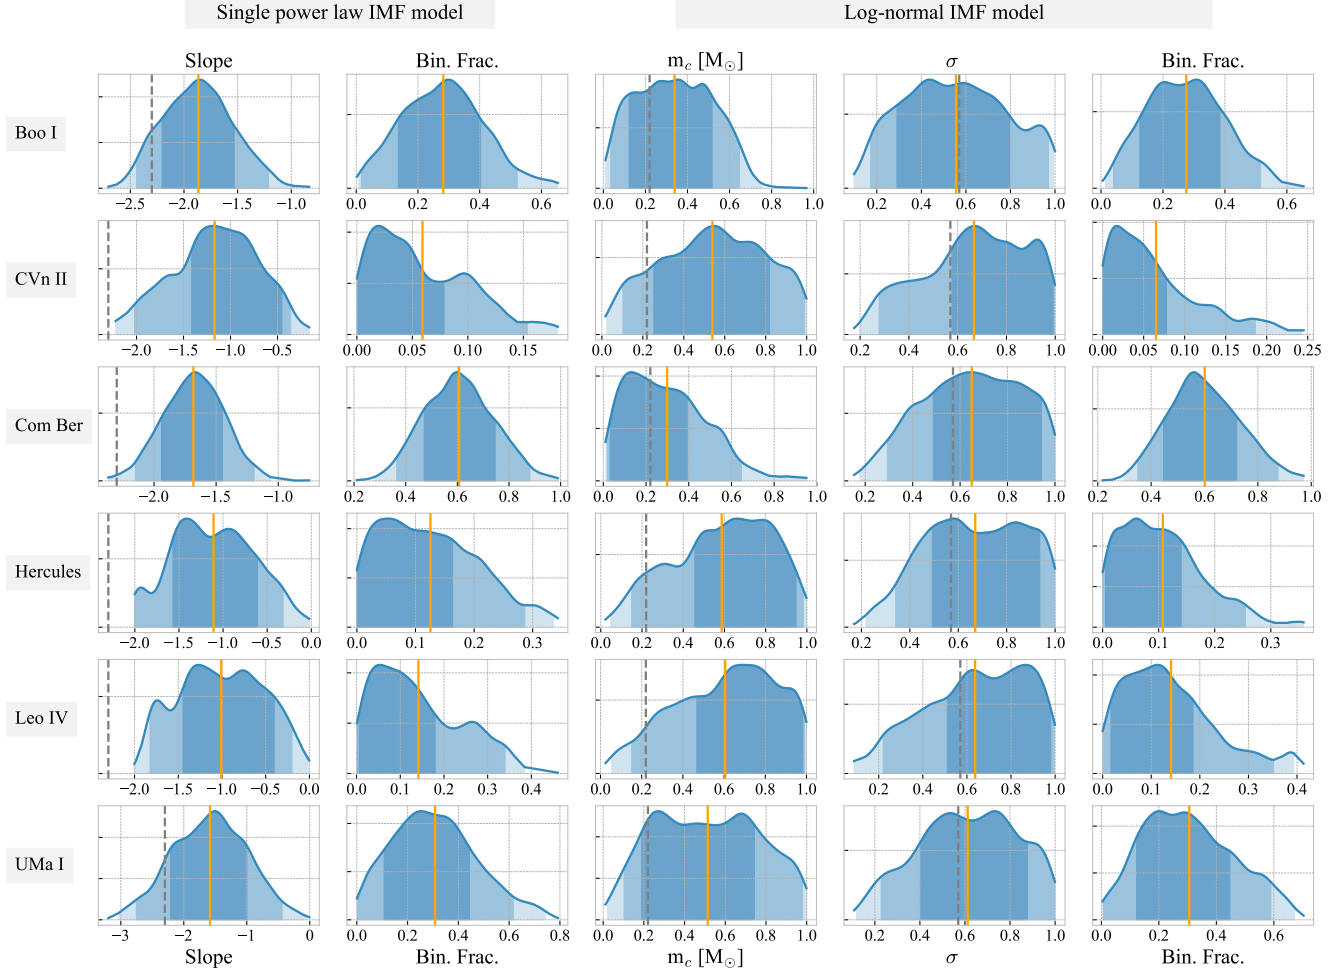 Single power law IMF model Log-normal IMF model
Slope Bin. Frac. m_c [M_⊙] σ Bin. Frac.
Boo I
−2.5 −2.0 −1.5 −1.0 0.0 0.2 0.4 0.6 0.0 0.2 0.4 0.6 0.8 1.0 0.2 0.4 0.6 0.8 1.0 0.0 0.2 0.4 0.6
CVn II
−2.0 −1.5 −1.0 −0.5 0.00 0.05 0.10 0.15 0.0 0.2 0.4 0.6 0.8 1.0 0.2 0.4 0.6 0.8 1.0 0.00 0.05 0.10 0.15 0.20 0.25
Com Ber
−2.0 −1.5 −1.0 0.2 0.4 0.6 0.8 1.0 0.0 0.2 0.4 0.6 0.8 1.0 0.2 0.4 0.6 0.8 1.0 0.2 0.4 0.6 0.8 1.0
Hercules
−2.0 −1.5 −1.0 −0.5 0.0 0.0 0.1 0.2 0.3 0.0 0.2 0.4 0.6 0.8 1.0 0.2 0.4 0.6 0.8 1.0 0.0 0.1 0.2 0.3
Leo IV
−2.0 −1.5 −1.0 −0.5 0.0 0.0 0.1 0.2 0.3 0.4 0.0 0.2 0.4 0.6 0.8 1.0 0.2 0.4 0.6 0.8 1.0 0.0 0.1 0.2 0.3 0.4
UMa I
−3 −2 −1 0 0.0 0.2 0.4 0.6 0.8 0.0 0.2 0.4 0.6 0.8 1.0 0.2 0.4 0.6 0.8 1.0 0.0 0.2 0.4 0.6
Slope Bin. Frac. m_c [M_⊙] σ Bin. Frac.